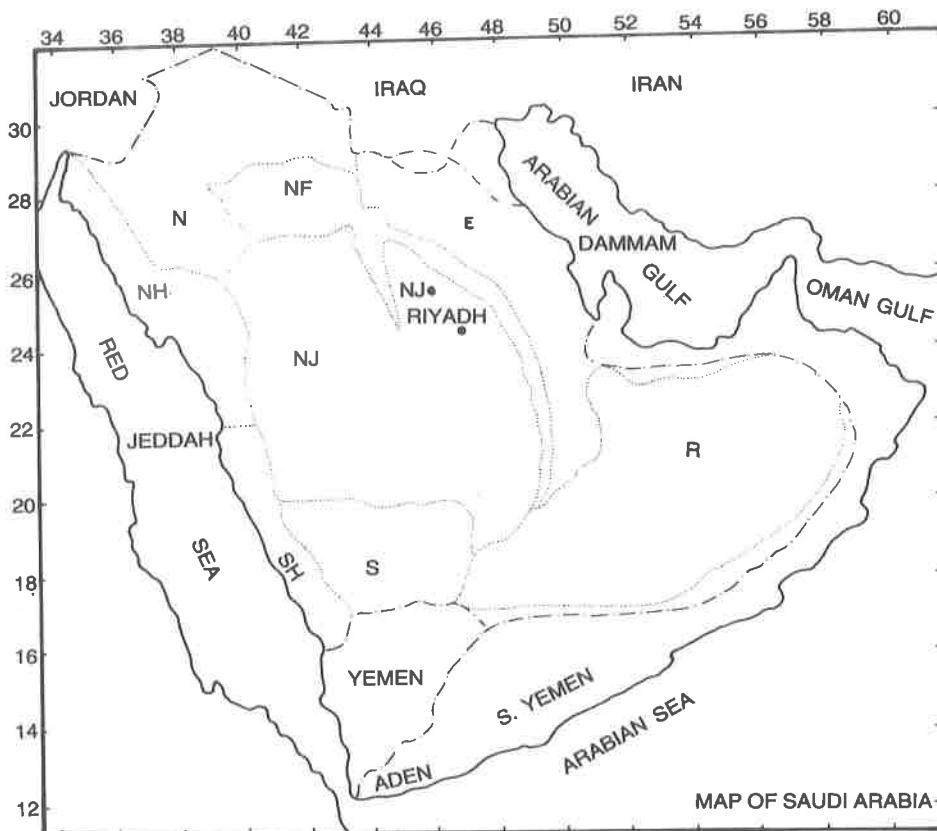 34 36 38 40 42 44 46 48 50 52 54 56 58 60
JORDAN IRAQ IRAN
30
ARABIAN
NF
28
N E
DAMMAM
GULF
26
NH NJ OMAN GULF
RIYADH
RED
24
NJ
22
JEDDAH
R
20
SEA SH S
18
16
YEMEN
S. YEMEN
14
ARABIAN SEA
ADEN
12
MAP OF SAUDI ARABIA